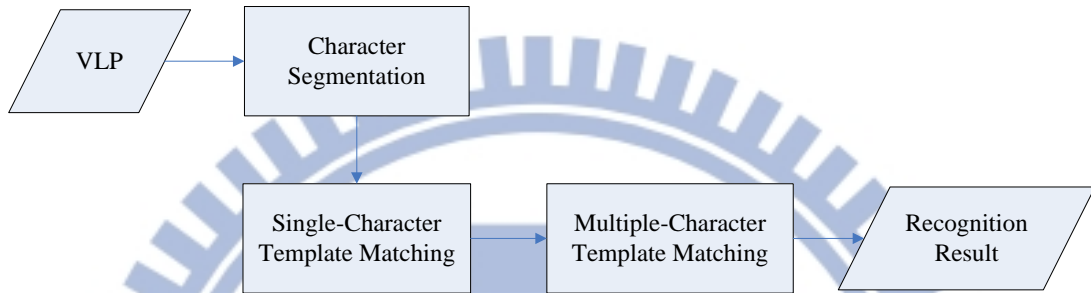 VLP
Character
Segmentation
Single-Character
Template Matching
Multiple-Character
Template Matching
Recognition
Result